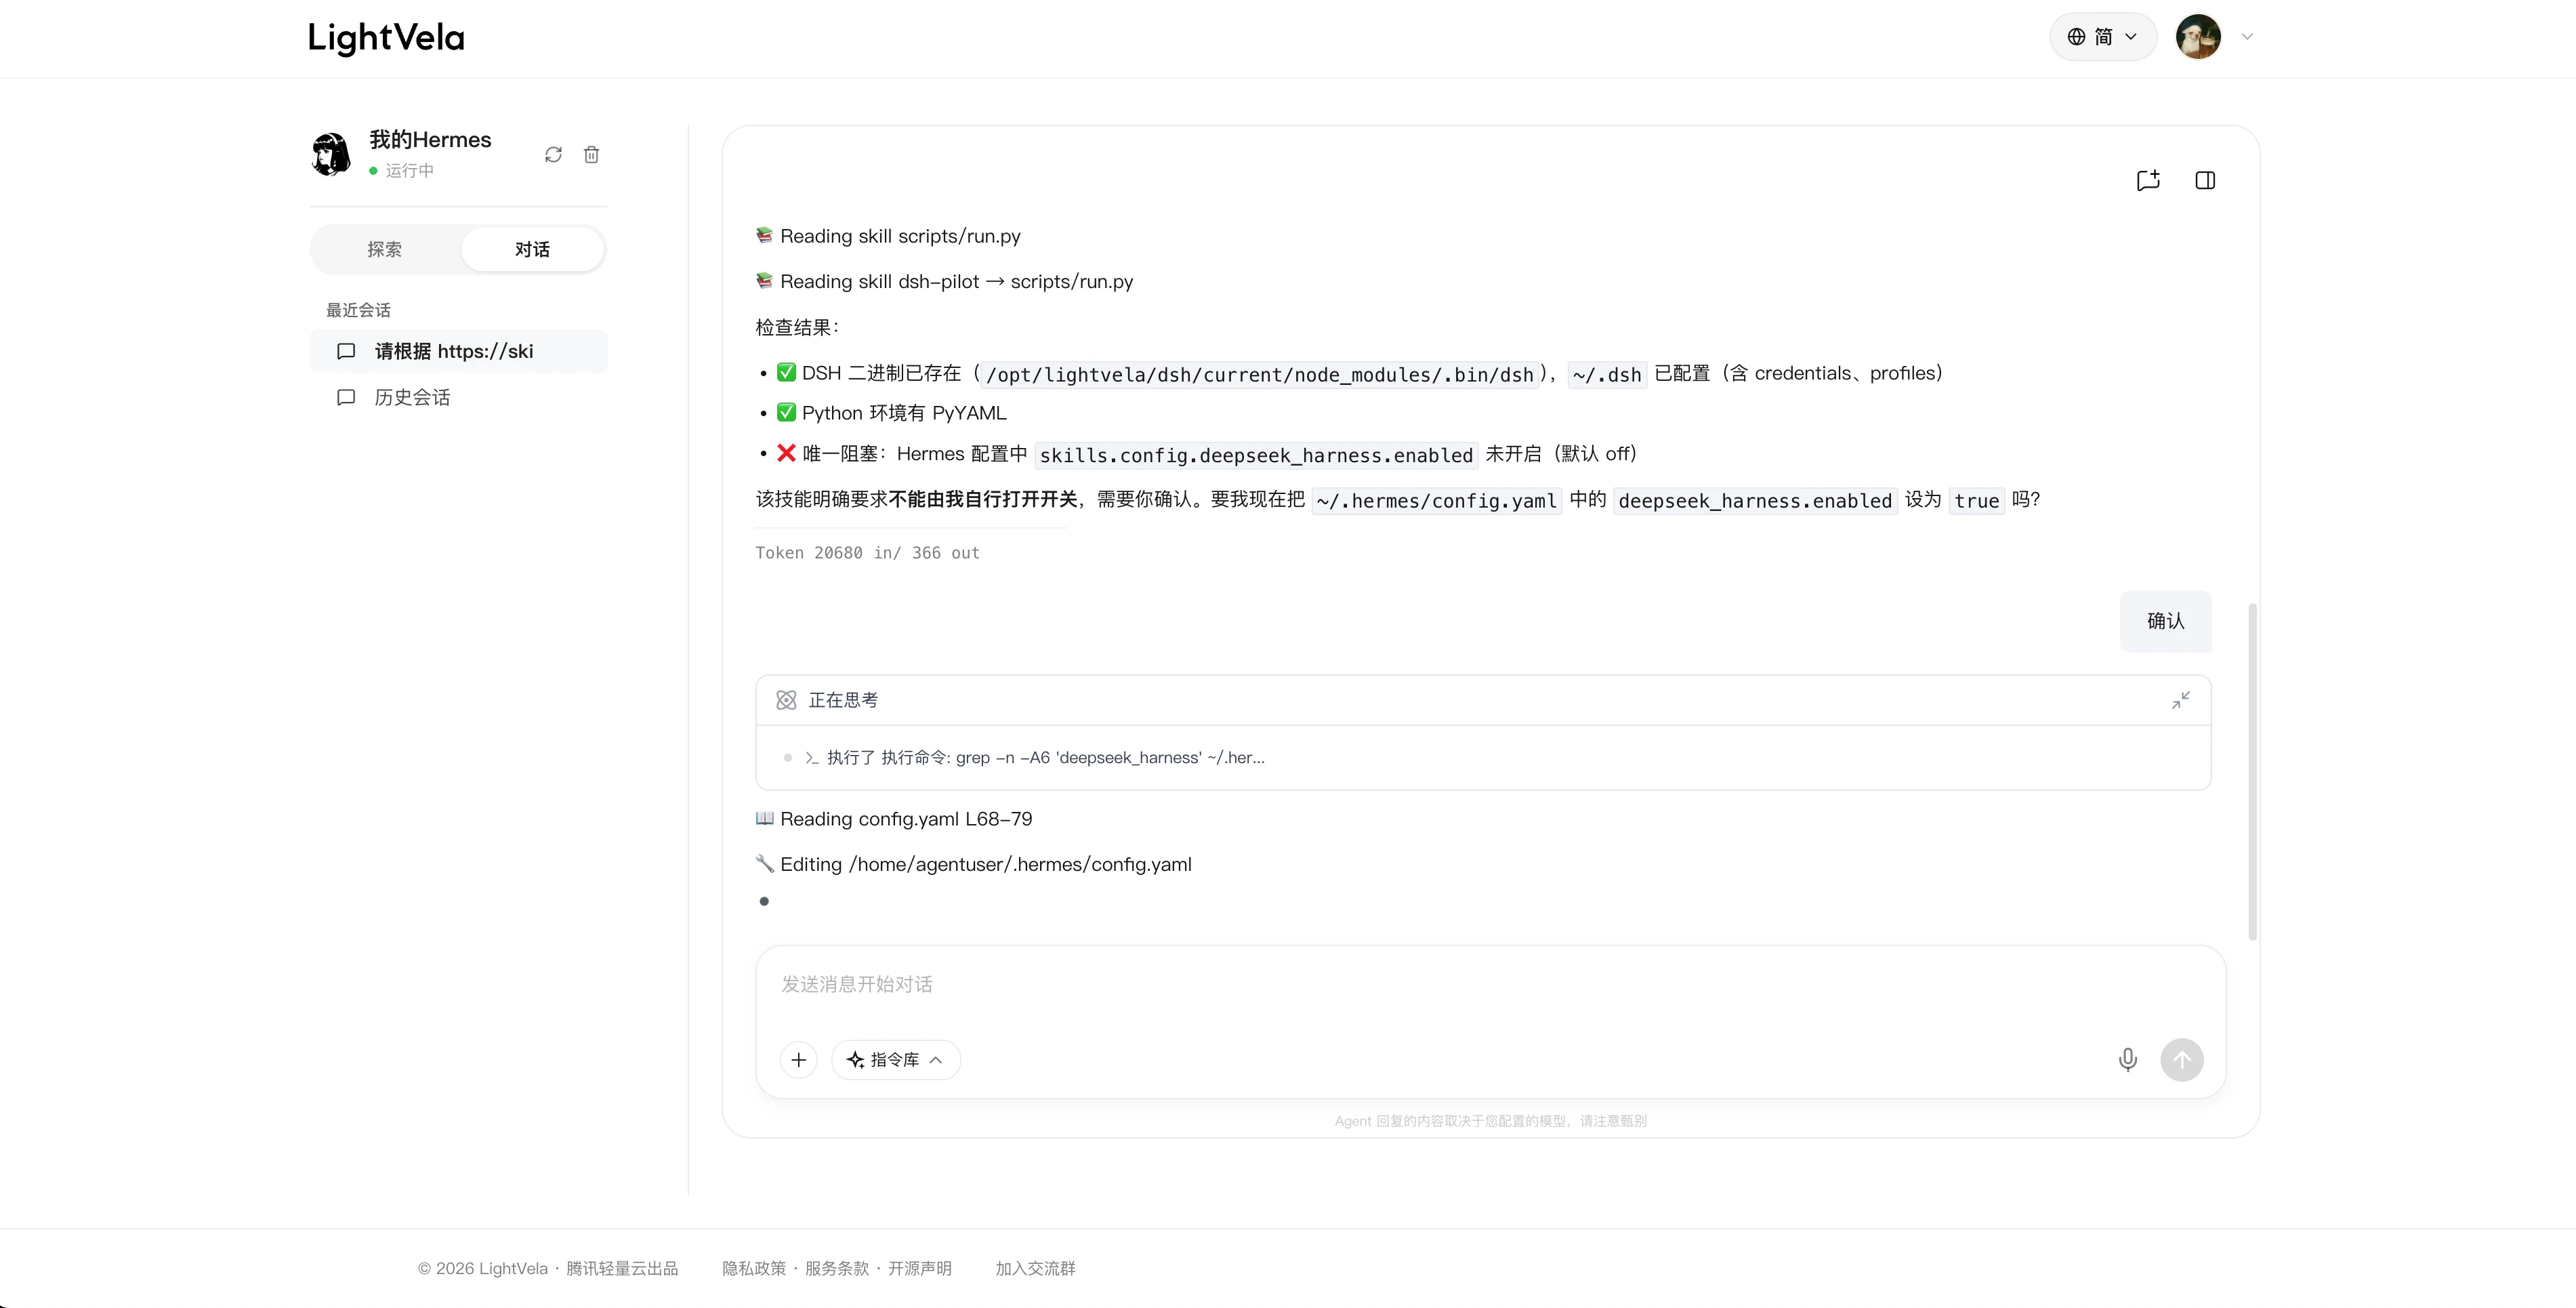 LightVela
简
我的Hermes
运行中
探索
对话
最近会话
请根据 https://ski
历史会话
📚 Reading skill scripts/run.py
📚 Reading skill dsh-pilot → scripts/run.py
检查结果：
• ✅ DSH 二进制已存在（/opt/lightvela/dsh/current/node_modules/.bin/dsh），~/.dsh 已配置（含 credentials、profiles）
• ✅ Python 环境有 PyYAML
• ❌ 唯一阻塞：Hermes 配置中 skills.config.deepseek_harness.enabled 未开启（默认 off）
该技能明确要求不能由我自行打开开关，需要你确认。要我现在把 ~/.hermes/config.yaml 中的 deepseek_harness.enabled 设为 true 吗？
Token 20680 in/ 366 out
确认
正在思考
执行了 执行命令: grep -n -A6 'deepseek_harness' ~/.her...
📖 Reading config.yaml L68-79
🔧 Editing /home/agentuser/.hermes/config.yaml
发送消息开始对话
指令库
Agent 回复的内容取决于您配置的模型，请注意甄别
© 2026 LightVela · 腾讯轻量云出品 隐私政策 · 服务条款 · 开源声明 加入交流群